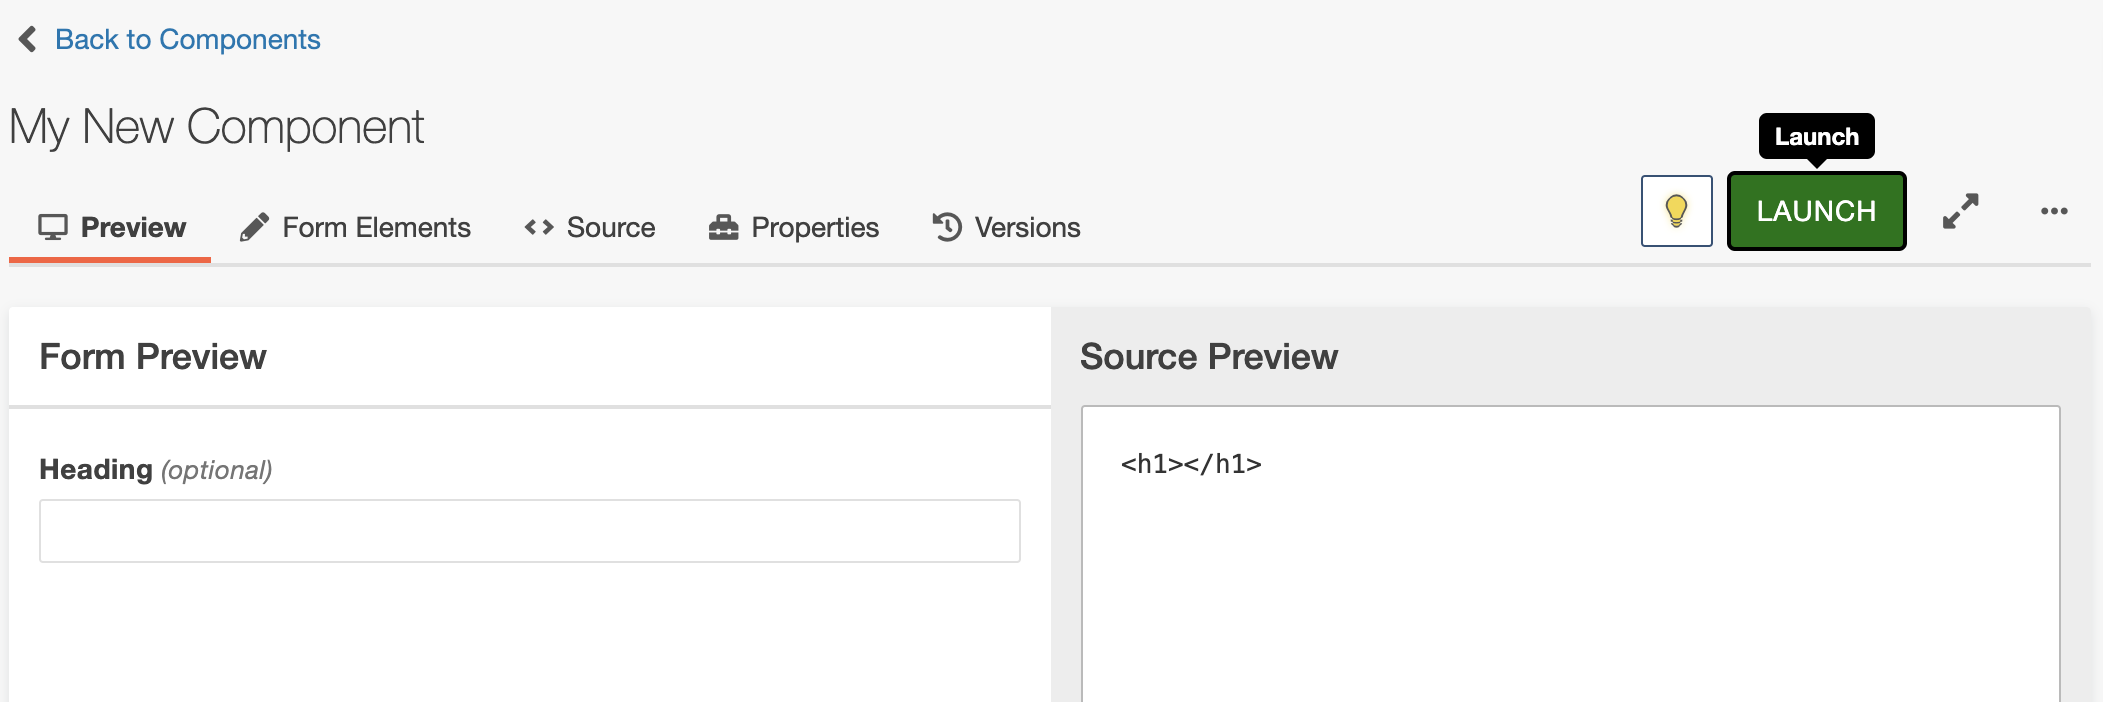 Back to Components
My New Component
Launch
Preview
Form Elements
Source
Properties
Versions
LAUNCH
Form Preview
Source Preview
Heading (optional)
<h1></h1>